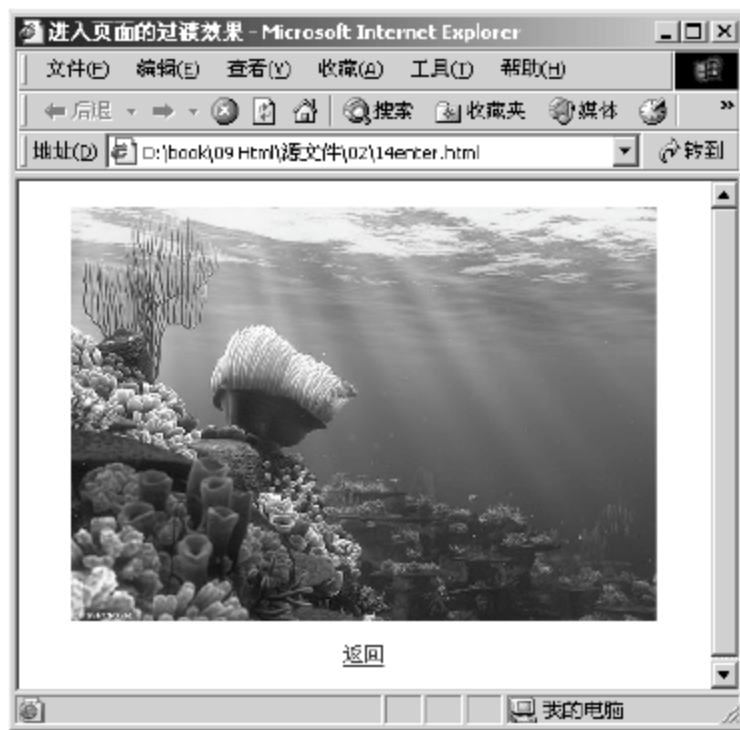 进入页面的过渡效果 - Microsoft Internet Explorer
文件(F) 编辑(E) 查看(V) 收藏(A) 工具(T) 帮助(H)
后退 搜索 收藏夹 媒体 »
地址(D) D:\book\09 Html\源文件\02\14enter.html 转到
返回
我的电脑